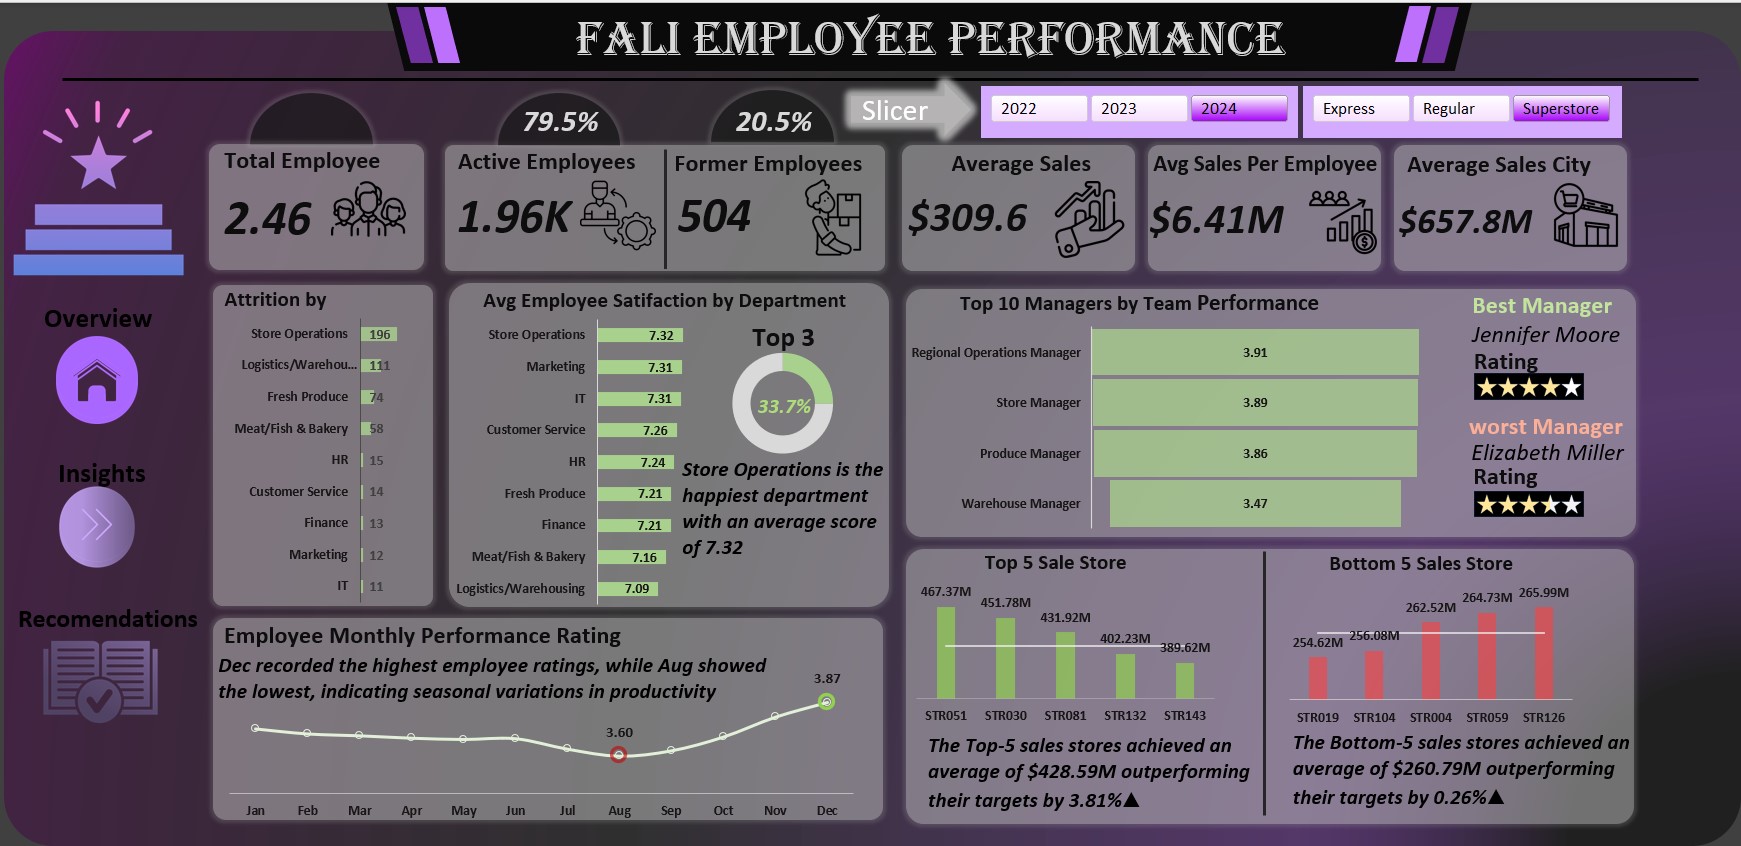 FALI EMPLOYEE PERFORMANCE
79.5%
20.5%
Slicer
2022
2023
2024
Express
Regular
Superstore
Total Employee
2.46
Active Employees
1.96K
Former Employees
504
Average Sales
$309.6
Avg Sales Per Employee
$6.41M
Average Sales City
$657.8M
Overview
Insights
Recomendations
Attrition by
Store Operations 196
Logistics/Warehou... 111
Fresh Produce 74
Meat/Fish & Bakery 58
HR 15
Customer Service 14
Finance 13
Marketing 12
IT 11
Avg Employee Satifaction by Department
Store Operations 7.32
Marketing 7.31
IT 7.31
Customer Service 7.26
HR 7.24
Fresh Produce 7.21
Finance 7.21
Meat/Fish & Bakery 7.16
Logistics/Warehousing 7.09
Top 3
33.7%
Store Operations is the
happiest department
with an average score
of 7.32
Top 10 Managers by Team Performance
Regional Operations Manager 3.91
Store Manager 3.89
Produce Manager 3.86
Warehouse Manager 3.47
Best Manager
Jennifer Moore
Rating
worst Manager
Elizabeth Miller
Rating
Employee Monthly Performance Rating
Dec recorded the highest employee ratings, while Aug showed
the lowest, indicating seasonal variations in productivity
3.60
3.87
Jan Feb Mar Apr May Jun Jul Aug Sep Oct Nov Dec
Top 5 Sale Store
467.37M 451.78M 431.92M 402.23M 389.62M
STR051 STR030 STR081 STR132 STR143
The Top-5 sales stores achieved an
average of $428.59M outperforming
their targets by 3.81%▲
Bottom 5 Sales Store
254.62M 256.08M 262.52M 264.73M 265.99M
STR019 STR104 STR004 STR059 STR126
The Bottom-5 sales stores achieved an
average of $260.79M outperforming
their targets by 0.26%▲